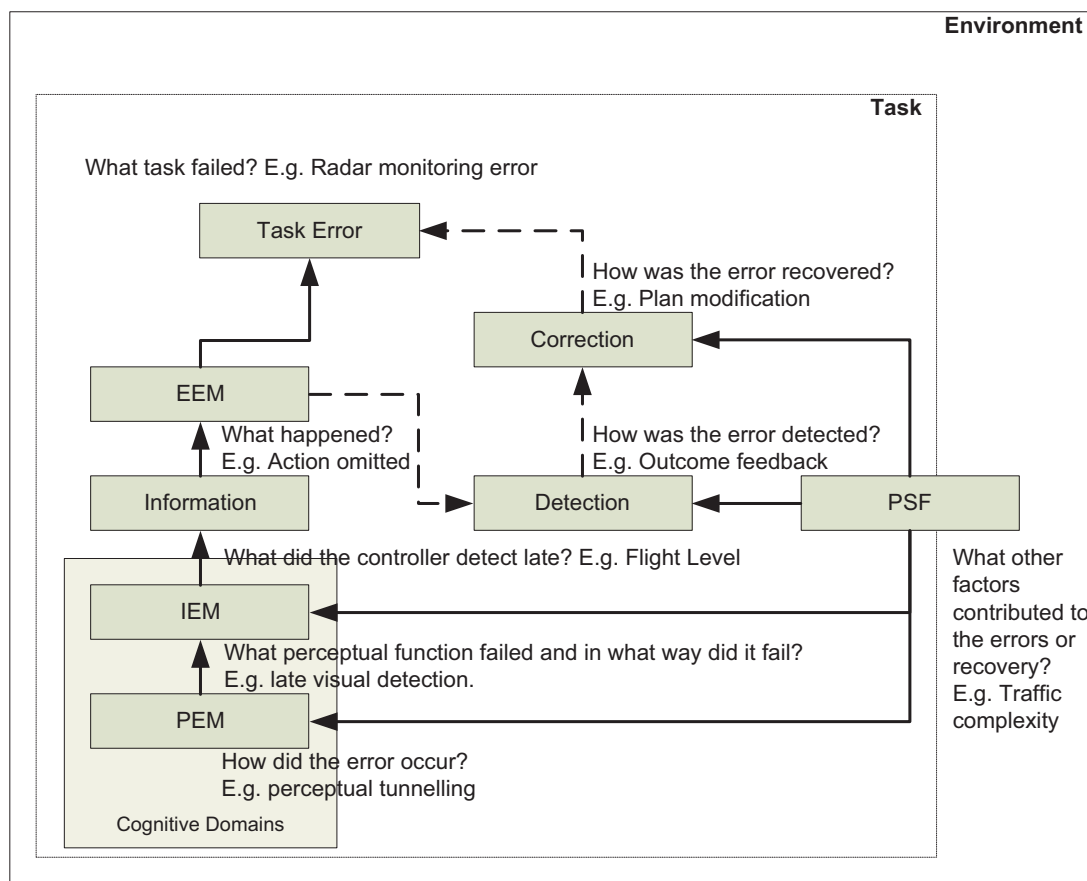 Environment
Task
What task failed? E.g. Radar monitoring error
Task Error
How was the error recovered?
E.g. Plan modification
Correction
EEM
What happened?
E.g. Action omitted
How was the error detected?
E.g. Outcome feedback
Information
Detection
PSF
What did the controller detect late? E.g. Flight Level
What other
factors
contributed to
the errors or
recovery?
E.g. Traffic
complexity
IEM
What perceptual function failed and in what way did it fail?
E.g. late visual detection.
PEM
How did the error occur?
E.g. perceptual tunnelling
Cognitive Domains